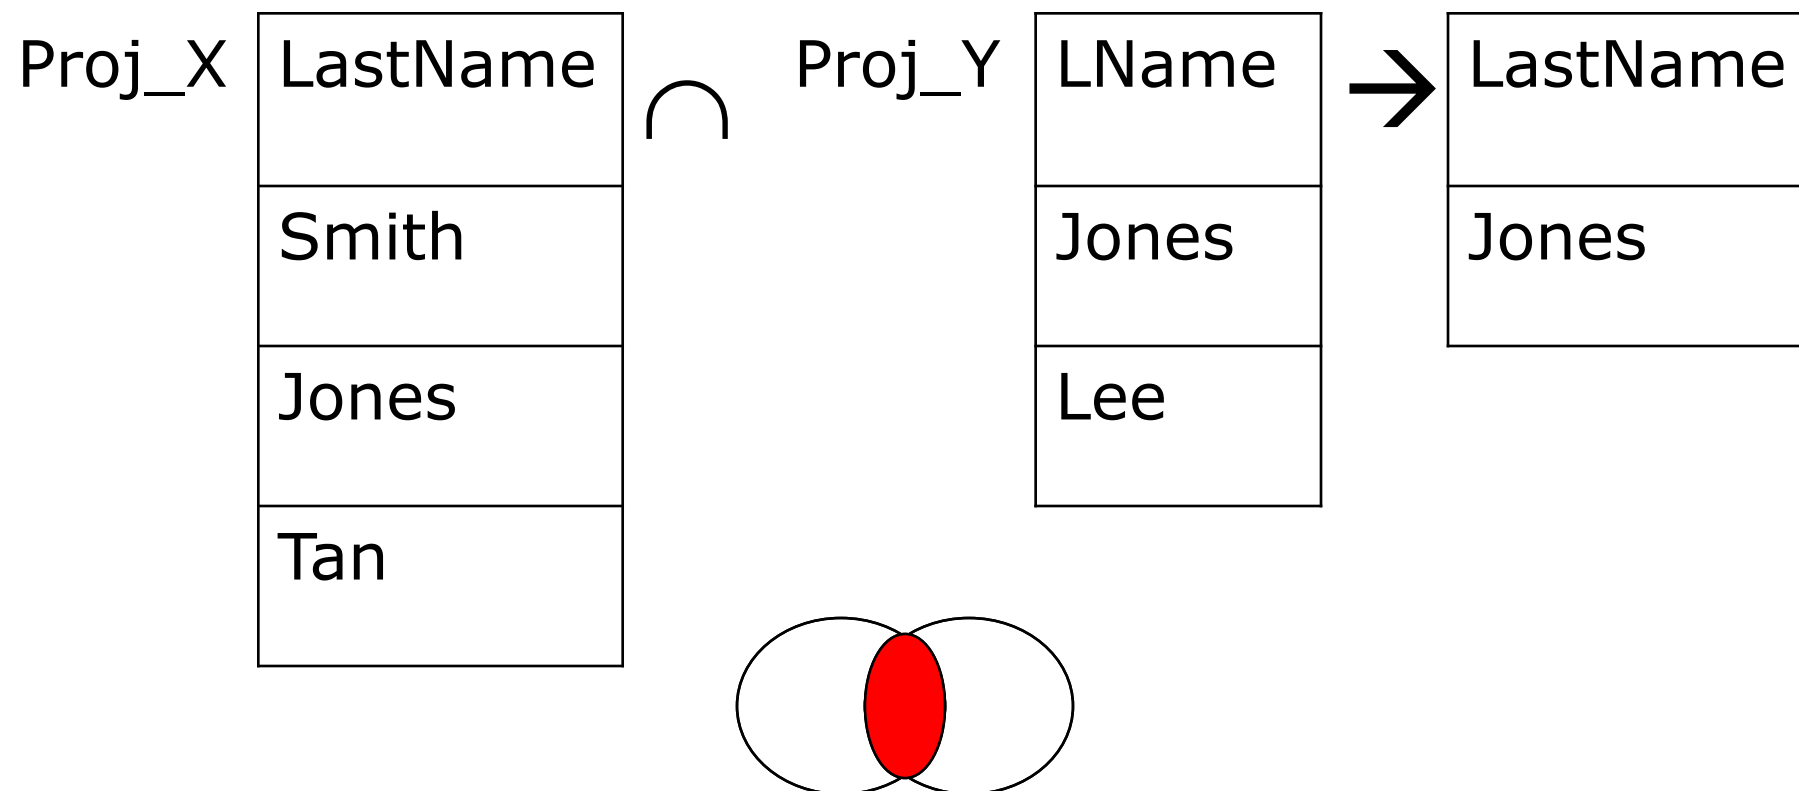 Proj_X LastName ∩ Proj_Y LName → LastName
Smith Jones Jones
Jones Lee
Tan